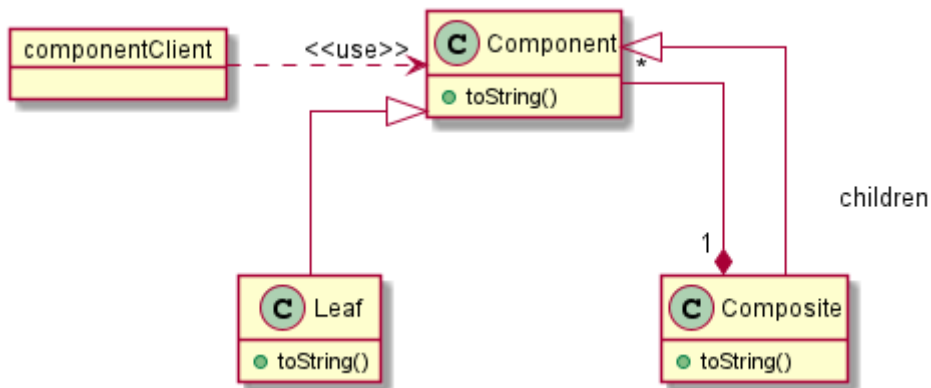 componentClient
<<use>>
C Component
*
toString()
children
1
C Leaf
toString()
C Composite
toString()